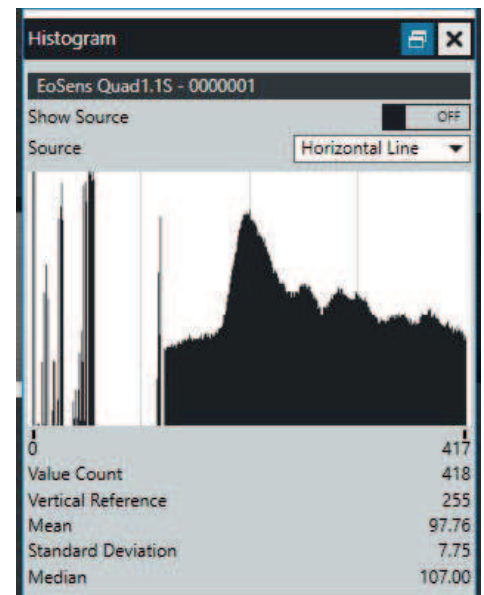 Histogram
EoSens Quad1.1S - 0000001
Show Source OFF
Source Horizontal Line
0 417
Value Count 418
Vertical Reference 255
Mean 97.76
Standard Deviation 7.75
Median 107.00